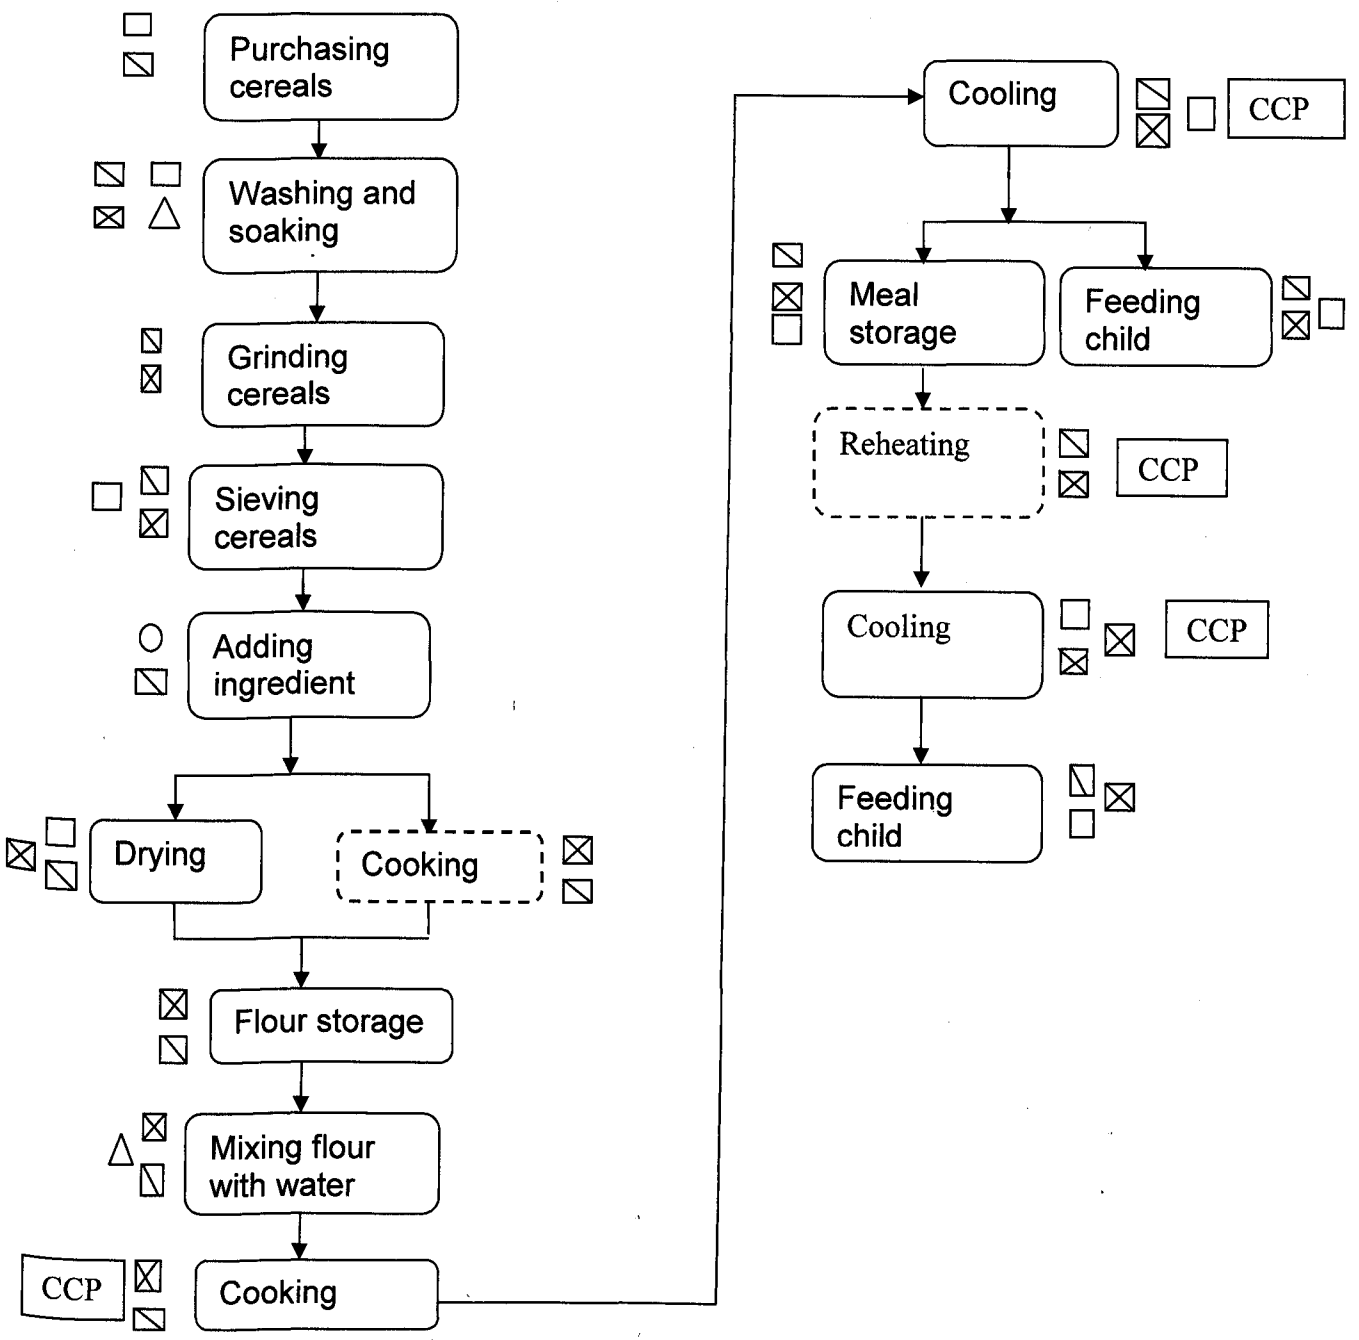 Purchasing
cereals
Washing and
soaking
Grinding
cereals
Sieving
cereals
Adding
ingredient
Drying
Cooking
Flour storage
Mixing flour
with water
CCP
Cooking
Cooling
CCP
Meal
storage
Feeding
child
Reheating
CCP
Cooling
CCP
Feeding
child